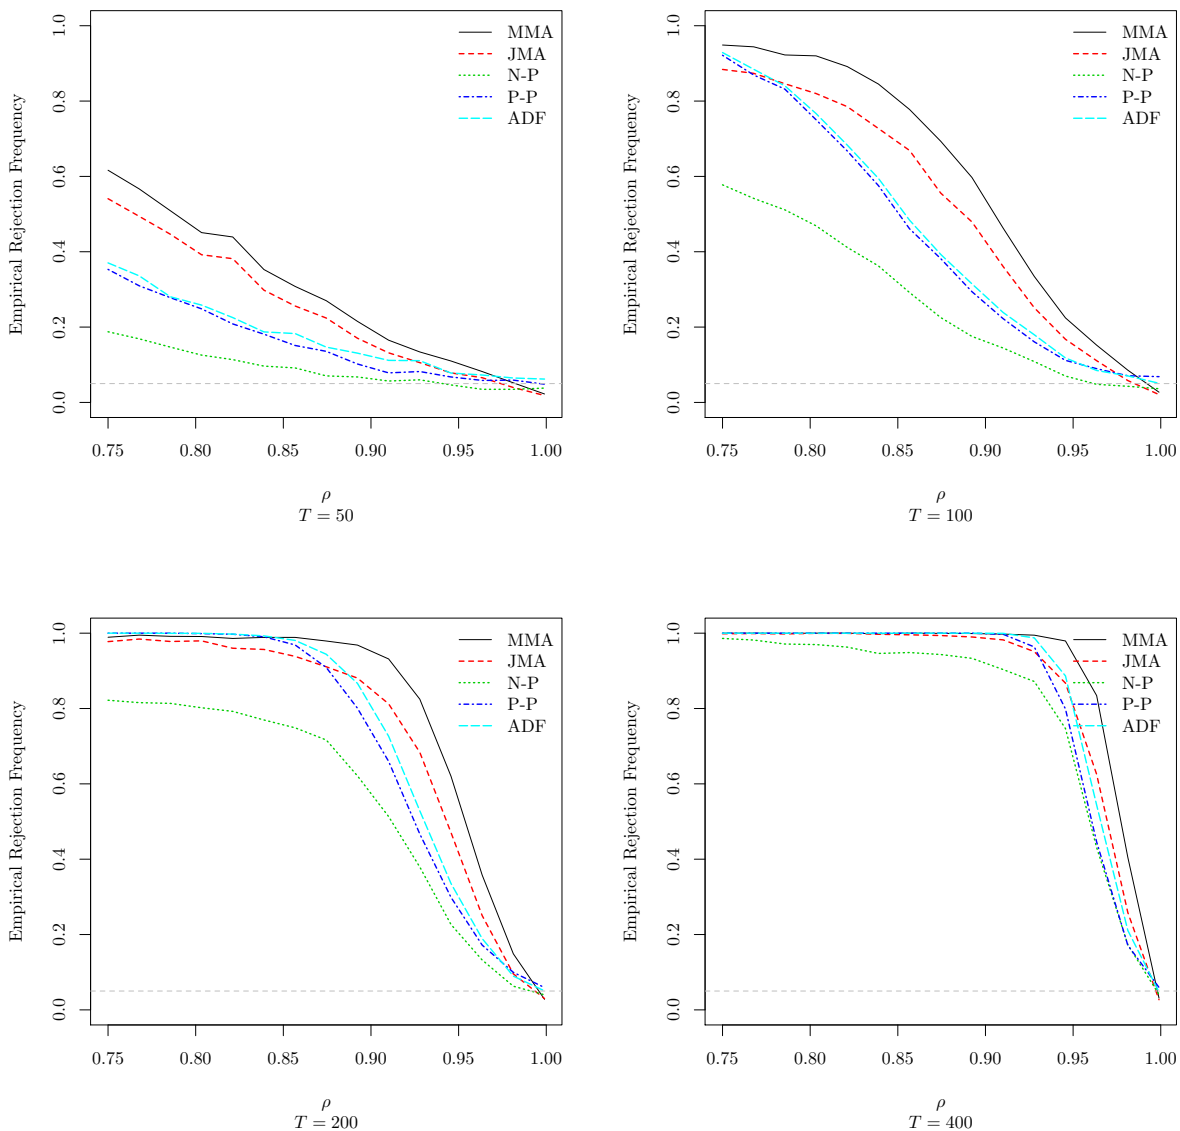 Empirical Rejection Frequency
1.0
0.8
0.6
0.4
0.2
0.0
MMA
JMA
N-P
P-P
ADF
0.75 0.80 0.85 0.90 0.95 1.00
ρ
T = 50
Empirical Rejection Frequency
1.0
0.8
0.6
0.4
0.2
0.0
MMA
JMA
N-P
P-P
ADF
0.75 0.80 0.85 0.90 0.95 1.00
ρ
T = 100
Empirical Rejection Frequency
1.0
0.8
0.6
0.4
0.2
0.0
MMA
JMA
N-P
P-P
ADF
0.75 0.80 0.85 0.90 0.95 1.00
ρ
T = 200
Empirical Rejection Frequency
1.0
0.8
0.6
0.4
0.2
0.0
MMA
JMA
N-P
P-P
ADF
0.75 0.80 0.85 0.90 0.95 1.00
ρ
T = 400